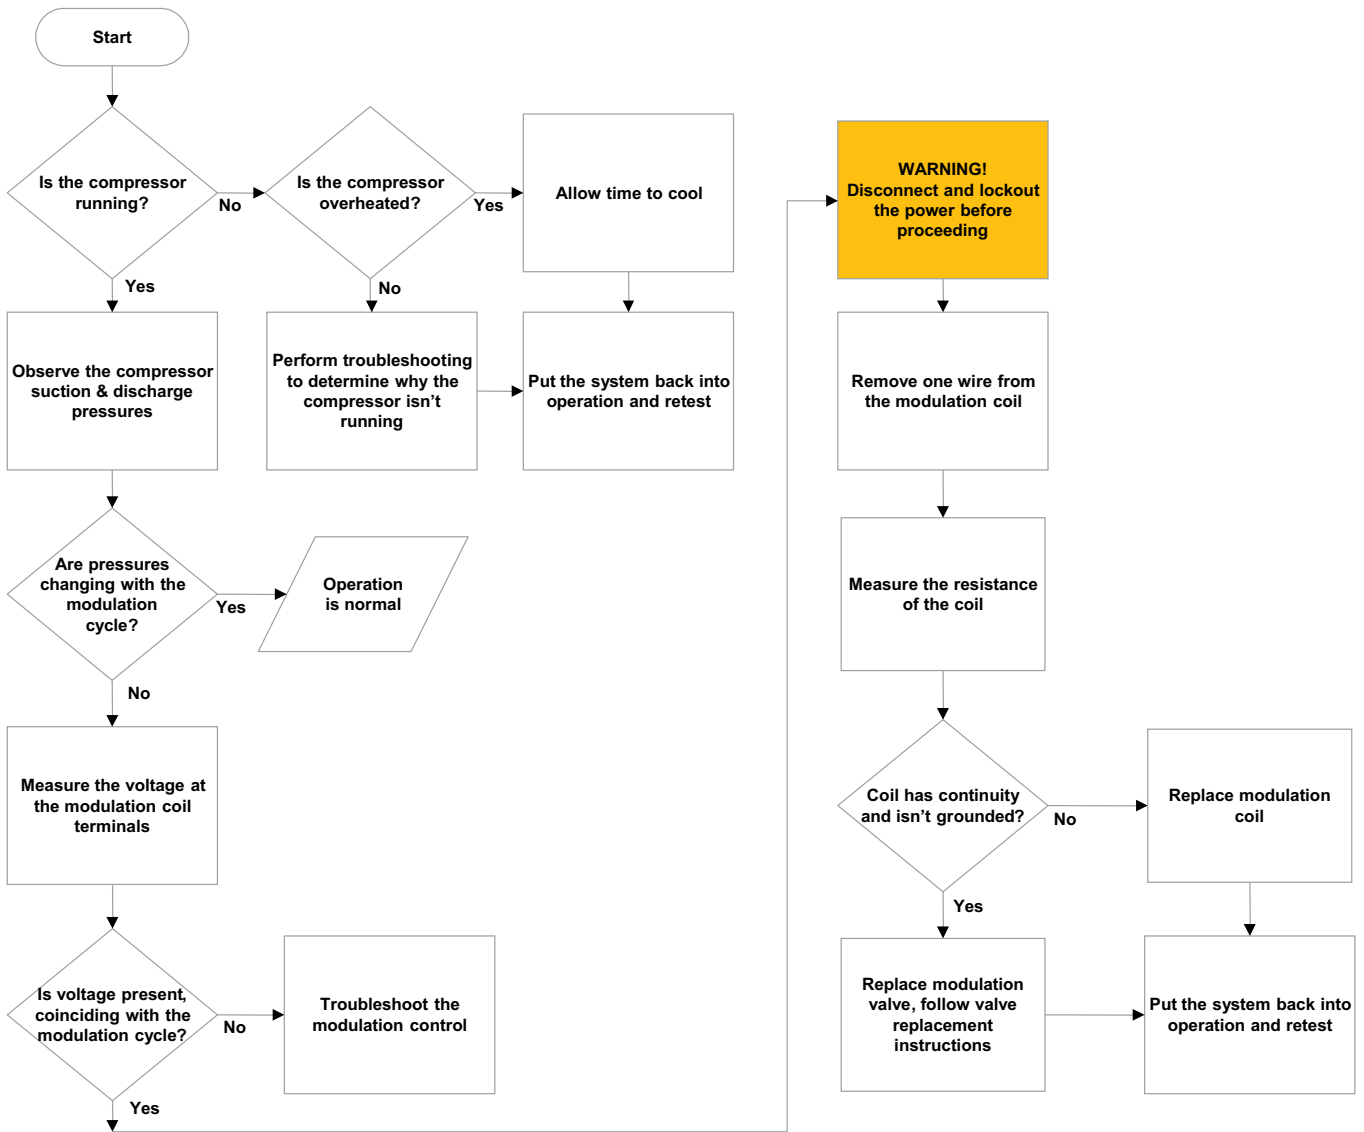 Start
Is the compressor
running?
No
Yes
Is the compressor
overheated?
Yes
No
Allow time to cool
Observe the compressor
suction & discharge
pressures
Perform troubleshooting
to determine why the
compressor isn't
running
Put the system back into
operation and retest
Are pressures
changing with the
modulation
cycle?
Yes
No
Operation
is normal
Measure the voltage at
the modulation coil
terminals
Is voltage present,
coinciding with the
modulation cycle?
No
Yes
Troubleshoot the
modulation control
WARNING!
Disconnect and lockout
the power before
proceeding
Remove one wire from
the modulation coil
Measure the resistance
of the coil
Coil has continuity
and isn't grounded?
No
Yes
Replace modulation
coil
Replace modulation
valve, follow valve
replacement
instructions
Put the system back into
operation and retest